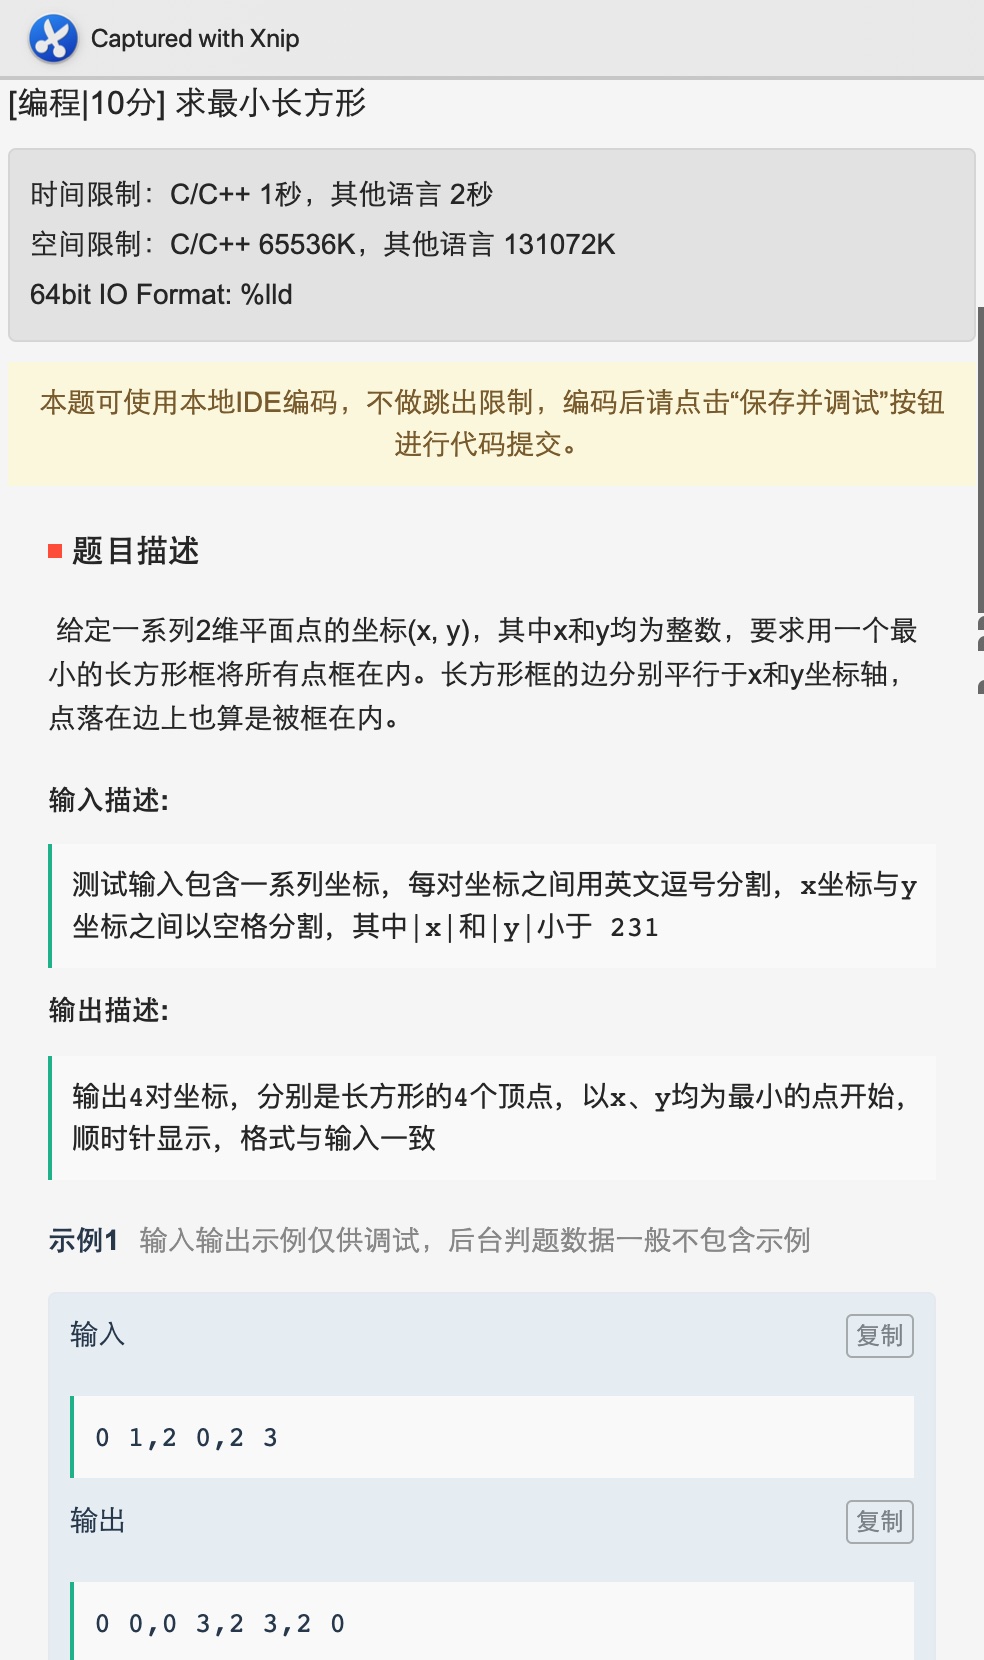 Captured with Xnip
[编程|10分] 求最小长方形
时间限制：C/C++ 1秒，其他语言 2秒
空间限制：C/C++ 65536K，其他语言 131072K
64bit IO Format: %lld
本题可使用本地IDE编码，不做跳出限制，编码后请点击“保存并调试”按钮
进行代码提交。
题目描述
给定一系列2维平面点的坐标(x, y)，其中x和y均为整数，要求用一个最
小的长方形框将所有点框在内。长方形框的边分别平行于x和y坐标轴，
点落在边上也算是被框在内。
输入描述:
测试输入包含一系列坐标，每对坐标之间用英文逗号分割，x坐标与y
坐标之间以空格分割，其中|x|和|y|小于 231
输出描述:
输出4对坐标，分别是长方形的4个顶点，以x、y均为最小的点开始，
顺时针显示，格式与输入一致
示例1 输入输出示例仅供调试，后台判题数据一般不包含示例
输入
复制
0 1,2 0,2 3
输出
复制
0 0,0 3,2 3,2 0